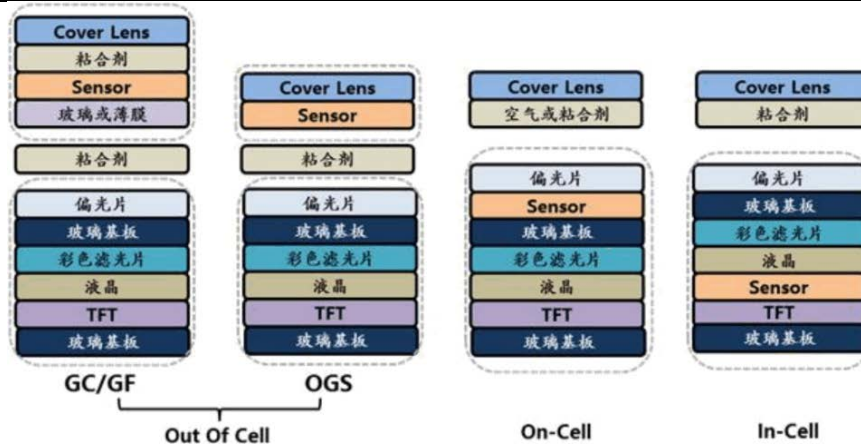 Cover Lens
粘合剂
Sensor
玻璃或薄膜
粘合剂
偏光片
玻璃基板
彩色滤光片
液晶
TFT
玻璃基板
GC/GF
Cover Lens
Sensor
粘合剂
偏光片
玻璃基板
彩色滤光片
液晶
TFT
玻璃基板
OGS
Out Of Cell
Cover Lens
空气或粘合剂
偏光片
Sensor
玻璃基板
彩色滤光片
液晶
TFT
玻璃基板
On-Cell
Cover Lens
粘合剂
偏光片
玻璃基板
彩色滤光片
液晶
Sensor
TFT
玻璃基板
In-Cell